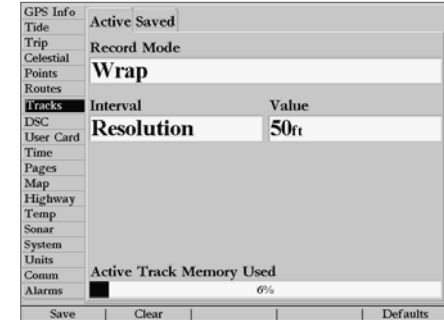 GPS Info
Tide
Trip
Celestial
Points
Routes
Tracks
DSC
User Card
Time
Pages
Map
Highway
Temp
Sonar
System
Units
Comm
Alarms
Active Saved
Record Mode
Wrap
Interval Value
Resolution 50ft
Active Track Memory Used
6%
Save Clear Defaults